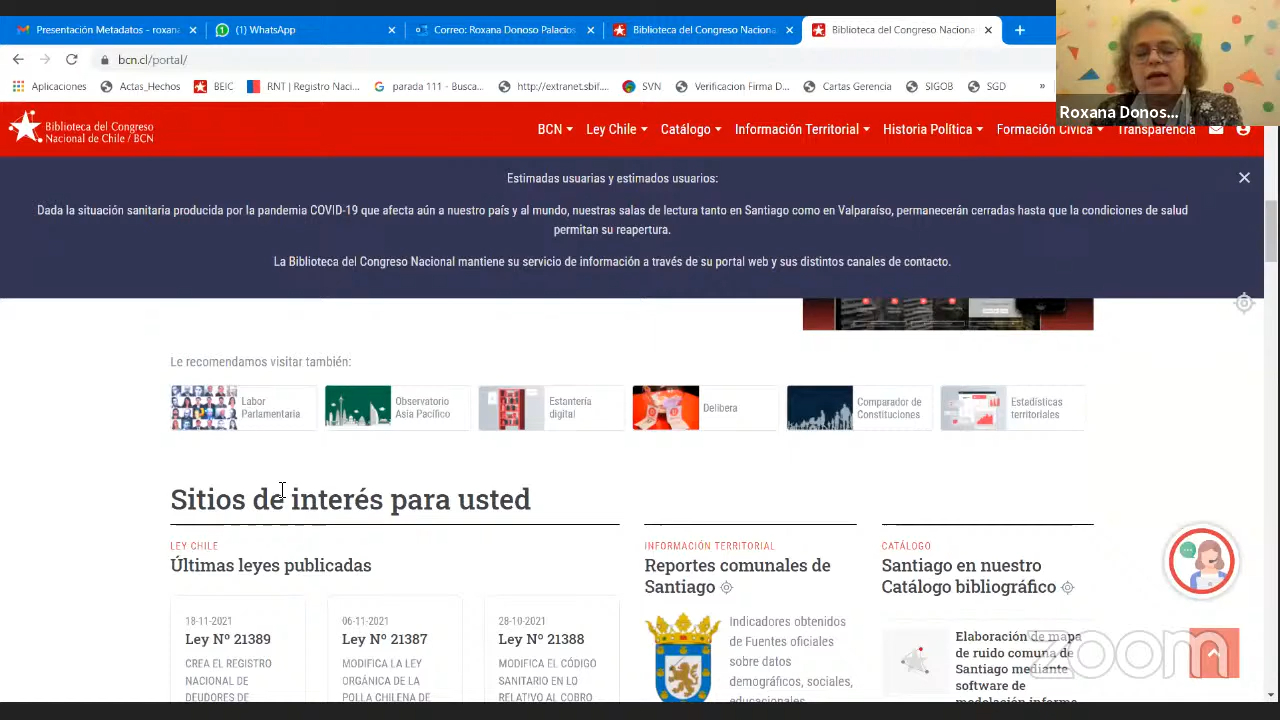 Presentación Metadatos - roxana
(1) WhatsApp
Correo: Roxana Donoso Palacios
Biblioteca del Congreso Naciona
Biblioteca del Congreso Naciona
bcn.cl/portal/
Aplicaciones
Actas_Hechos
BEIC
RNT | Registro Naci...
parada 111 - Busca...
http://extranet.sbif....
SVN
Verificacion Firma D...
Cartas Gerencia
SIGOB
SGD
»
Roxana Donos...
Biblioteca del Congreso
Nacional de Chile / BCN
BCN
Ley Chile
Catálogo
Información Territorial
Historia Política
Formación Cívica
Transparencia
Estimadas usuarias y estimados usuarios:
Dada la situación sanitaria producida por la pandemia COVID-19 que afecta aún a nuestro país y al mundo, nuestras salas de lectura tanto en Santiago como en Valparaíso, permanecerán cerradas hasta que la condiciones de salud
permitan su reapertura.
La Biblioteca del Congreso Nacional mantiene su servicio de información a través de su portal web y sus distintos canales de contacto.
Le recomendamos visitar también:
Labor
Parlamentaria
Observatorio
Asia Pacífico
Estantería
digital
Delibera
Comparador de
Constituciones
Estadísticas
territoriales
Sitios de interés para usted
LEY CHILE
Últimas leyes publicadas
18-11-2021
Ley Nº 21389
CREA EL REGISTRO
NACIONAL DE
DEUDORES DE
06-11-2021
Ley Nº 21387
MODIFICA LA LEY
ORGÁNICA DE LA
POLLA CHILENA DE
28-10-2021
Ley Nº 21388
MODIFICA EL CÓDIGO
SANITARIO EN LO
RELATIVO AL COBRO
INFORMACIÓN TERRITORIAL
Reportes comunales de
Santiago
Indicadores obtenidos
de Fuentes oficiales
sobre datos
demográficos, sociales,
educacionales
CATÁLOGO
Santiago en nuestro
Catálogo bibliográfico
Elaboración de mapa
de ruido comuna de
Santiago mediante
software de
modelación informa
zoom